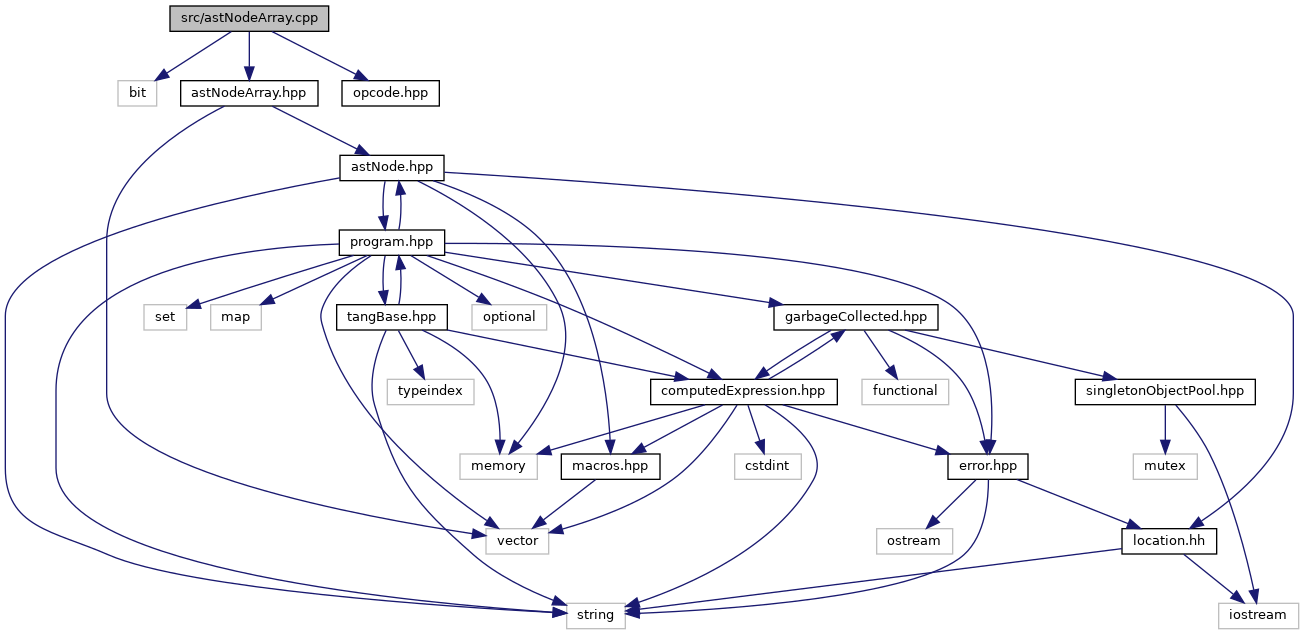 src/astNodeArray.cpp
bit
astNodeArray.hpp
opcode.hpp
astNode.hpp
program.hpp
set
map
tangBase.hpp
optional
garbageCollected.hpp
typeindex
computedExpression.hpp
functional
singletonObjectPool.hpp
memory
macros.hpp
cstdint
error.hpp
mutex
vector
ostream
location.hh
string
iostream